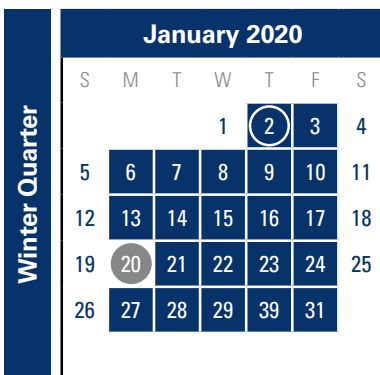 Winter Quarter
January 2020
S M T W T F S
1 2 3 4
5 6 7 8 9 10 11
12 13 14 15 16 17 18
19 20 21 22 23 24 25
26 27 28 29 39 31